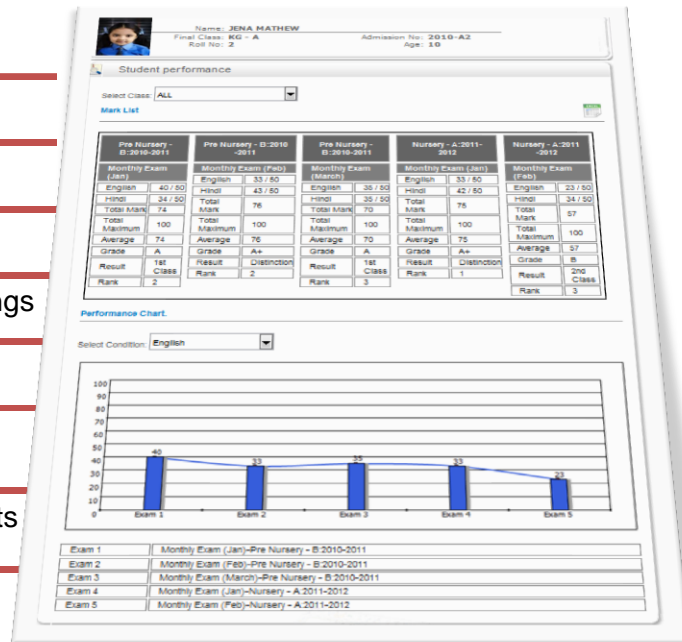 Name: JENA MATHEW
Final Class: KG - A Admission No: 2010-A2
Roll No: 2 Age: 10
Student performance
Select Class: ALL
Mark List
Pre Nursery - B:2010-2011
Monthly Exam (Jan)
English 40 / 50
Hindi 34 / 50
Total Mark 74
Total Maximum 100
Average 74
Grade A
Result 1st Class
Rank 2
Pre Nursery - B:2010 -2011
Monthly Exam (Feb)
English 33 / 50
Hindi 43 / 50
Total Mark 76
Total Maximum 100
Average 76
Grade A+
Result Distinction
Rank 2
Pre Nursery - B:2010-2011
Monthly Exam (March)
English 35 / 50
Hindi 35 / 50
Total Mark 70
Total Maximum 100
Average 70
Grade A
Result 1st Class
Rank 3
Nursery - A:2011-2012
Monthly Exam (Jan)
English 33 / 50
Hindi 42 / 50
Total Mark 75
Total Maximum 100
Average 75
Grade A+
Result Distinction
Rank 1
Nursery - A:2011 -2012
Monthly Exam (Feb)
English 23 / 50
Hindi 34 / 50
Total Mark 57
Total Maximum 100
Average 57
Grade B
Result 2nd Class
Rank 3
ngs
Performance Chart.
Select Condition: English
100
90
80
70
60
50
40
30
20
10
0
40
33
35
33
23
Exam 1 Exam 2 Exam 3 Exam 4 Exam 5
ts
Exam 1 Monthly Exam (Jan)-Pre Nursery - B:2010-2011
Exam 2 Monthly Exam (Feb)-Pre Nursery - B:2010-2011
Exam 3 Monthly Exam (March)-Pre Nursery - B:2010-2011
Exam 4 Monthly Exam (Jan)-Nursery - A:2011-2012
Exam 5 Monthly Exam (Feb)-Nursery - A:2011-2012